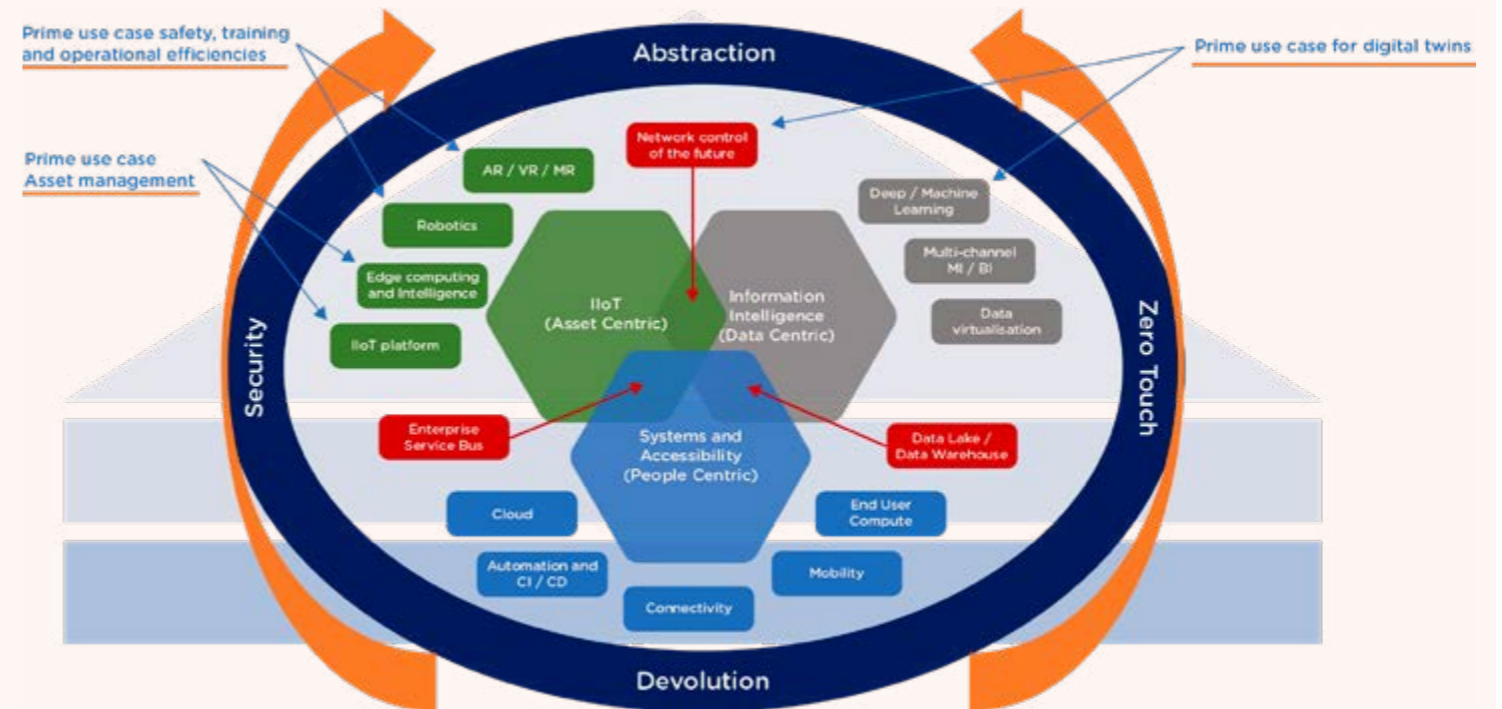 Prime use case safety, training
and operational efficiencies
Abstraction
Prime use case for digital twins
Network control
of the future
Prime use case
Asset management
AR / VR / MR
Deep / Machine
Learning
Robotics
Multi-channel
MI / BI
Edge computing
and Intelligence
IIoT
(Asset Centric)
Information
Intelligence
(Data Centric)
Data
virtualisation
IIoT platform
Security
Zero Touch
Enterprise
Service Bus
Systems and
Accessibility
(People Centric)
Data Lake /
Data Warehouse
Cloud
End User
Compute
Automation and
CI / CD
Mobility
Connectivity
Devolution